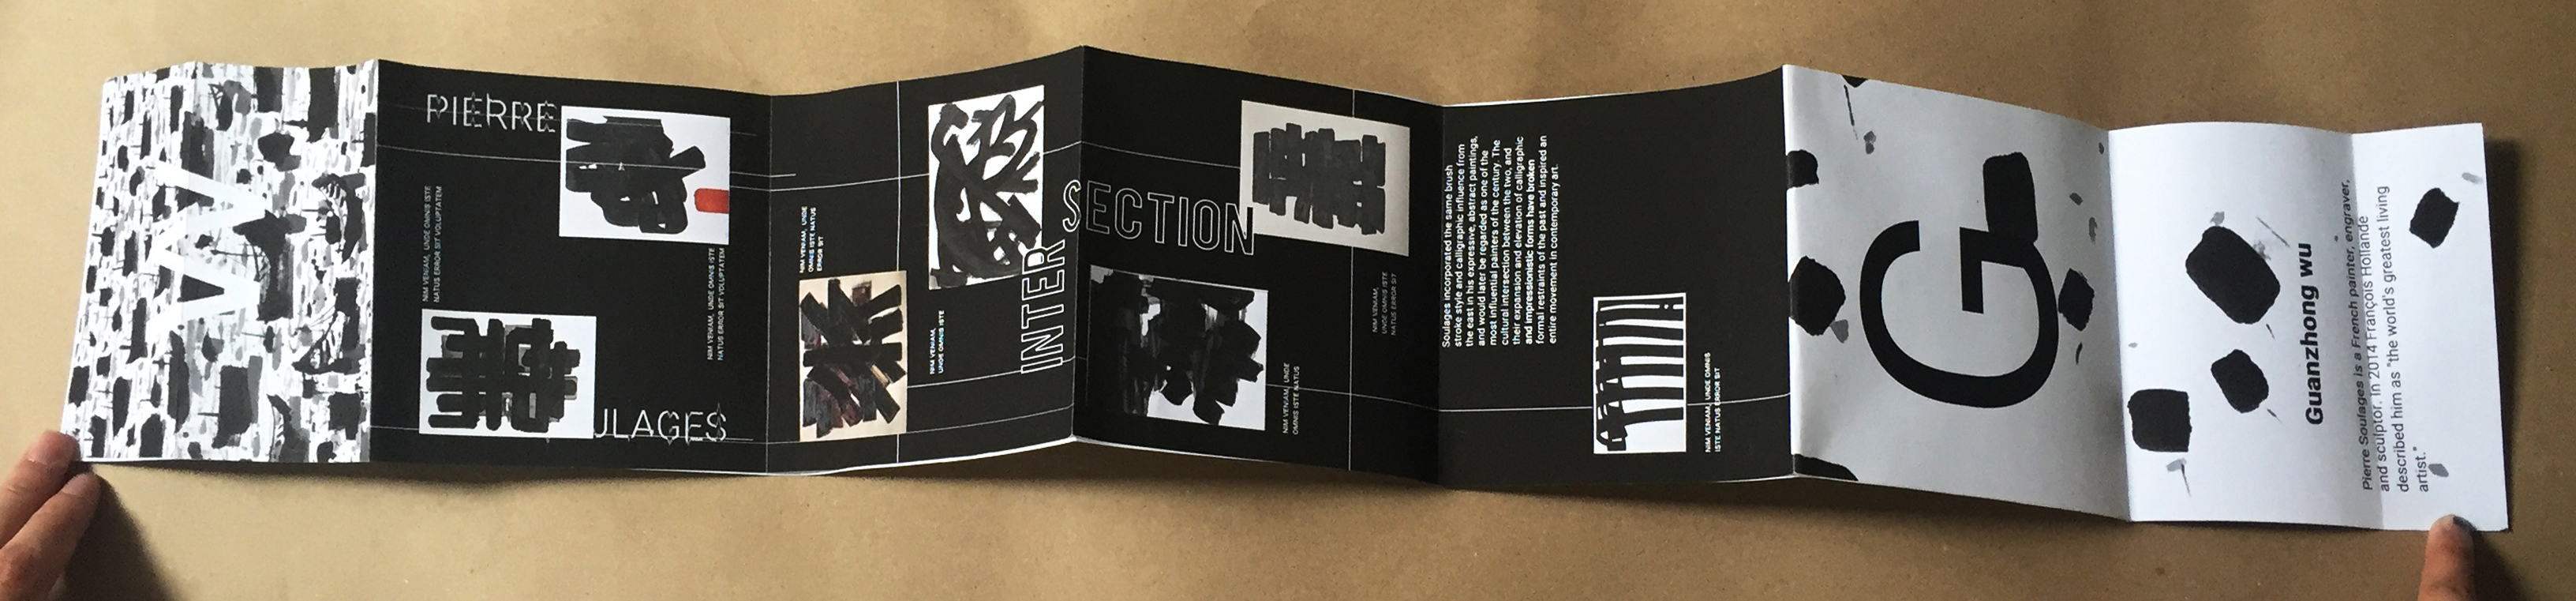 W
PIERRE
NIM VENIAM, UNDE OMNIS ISTE
NATUS ERROR SIT VOLUPTATEM
NIM VENIAM, UNDE OMNIS ISTE
NATUS ERROR SIT VOLUPTATEM
ULAGES
NIM VENIAM, UNDE
OMNIS ISTE NATUS
ERROR SIT
NIM VENIAM,
UNDE OMNIS ISTE
INTER
SECTION
NIM VENIAM, UNDE
OMNIS ISTE NATUS
NIM VENIAM,
UNDE OMNIS ISTE
NATUS ERROR SIT
Soulages incorporated the same brush
stroke style and calligraphic influence from
the east in his expressive, abstract paintings,
and would later be regarded as one of the
most influential painters of the century. The
cultural intersection between the two, and
their expansion and elevation of calligraphic
and impressionistic forms have broken
formal restraints of the past and inspired an
entire movement in contemporary art.
NIM VENIAM, UNDE OMNIS
ISTE NATUS ERROR SIT
G
Guanzhong wu
Pierre Soulages is a French painter, engraver,
and sculptor. In 2014 François Hollande
described him as "the world's greatest living
artist."